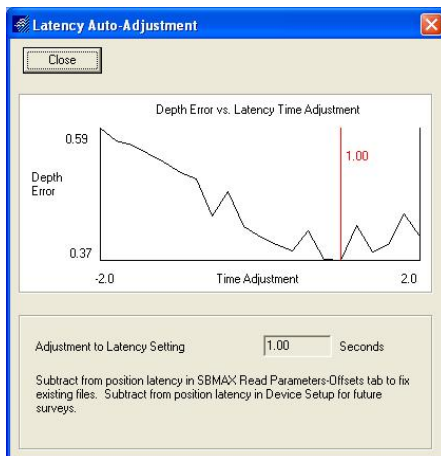 Latency Auto-Adjustment
Close
Depth Error vs. Latency Time Adjustment
0.59
1.00
Depth
Error
0.37
-2.0 Time Adjustment 2.0
Adjustment to Latency Setting 1.00 Seconds
Subtract from position latency in SBMAX Read Parameters-Offsets tab to fix
existing files. Subtract from position latency in Device Setup for future
surveys.